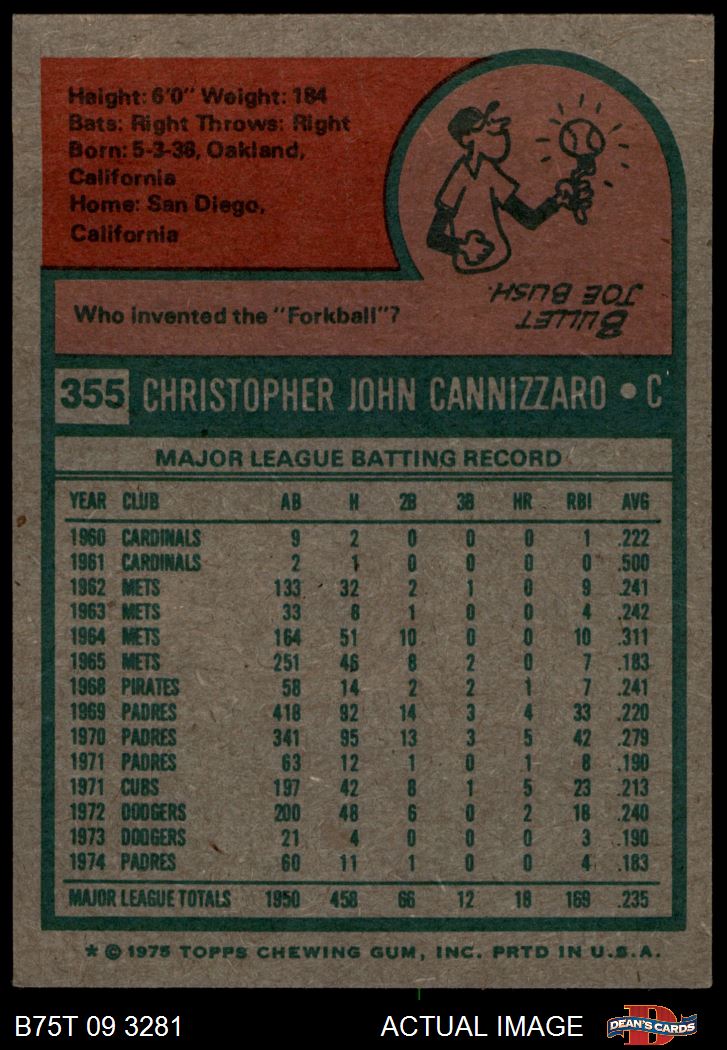 Height: 6'0" Weight: 184
Bats: Right Throws: Right
Born: 5-3-38, Oakland,
California
Home: San Diego,
California
Who invented the "Forkball"?
BULLET
JOE BUSH.
355 CHRISTOPHER JOHN CANNIZZARO • C
MAJOR LEAGUE BATTING RECORD
YEAR CLUB AB H 2B 3B HR RBI AVG
1960 CARDINALS 9 2 0 0 0 1 .222
1961 CARDINALS 2 1 0 0 0 0 .500
1962 METS 133 32 2 1 0 9 .241
1963 METS 33 8 1 0 0 4 .242
1964 METS 164 51 10 0 0 10 .311
1965 METS 251 46 8 2 0 7 .183
1968 PIRATES 58 14 2 2 1 7 .241
1969 PADRES 418 92 14 3 4 33 .220
1970 PADRES 341 95 13 3 5 42 .279
1971 PADRES 63 12 1 0 1 8 .190
1971 CUBS 197 42 8 1 5 23 .213
1972 DODGERS 200 48 6 0 2 18 .240
1973 DODGERS 21 4 0 0 0 3 .190
1974 PADRES 60 11 1 0 0 4 .183
MAJOR LEAGUE TOTALS 1950 458 66 12 18 169 .235
* © 1975 TOPPS CHEWING GUM, INC. PRTD IN U.S.A.
B75T 09 3281 ACTUAL IMAGE D DEAN'S CARDS